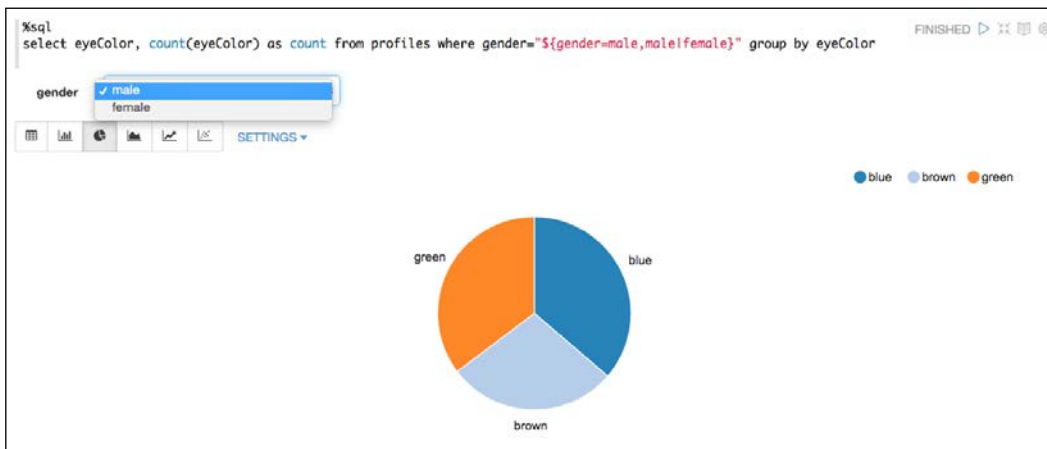 %sql
select eyeColor, count(eyeColor) as count from profiles where gender="${gender=male,male|female}" group by eyeColor
FINISHED
gender
✓ male
female
SETTINGS
blue brown green
green
blue
brown